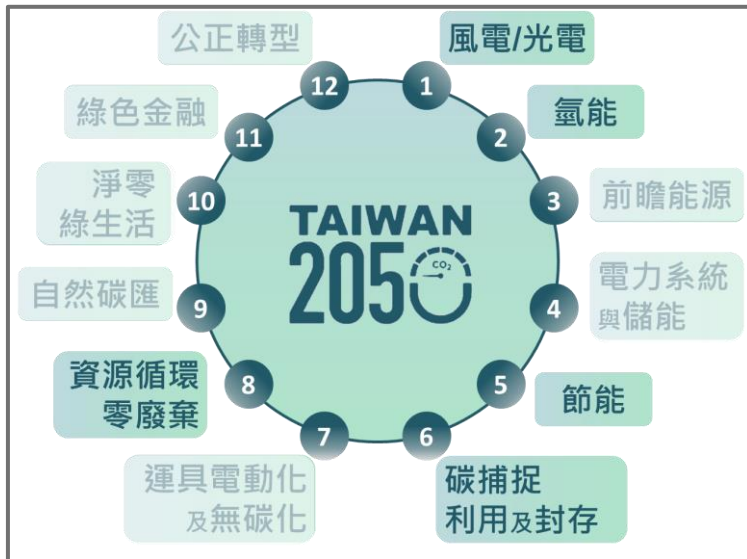 公正轉型
12
1
風電/光電
綠色金融
11
2
氫能
淨零
綠生活
10
3
前瞻能源
TAIWAN
2050
CO₂
自然碳匯
9
4
電力系統
與儲能
資源循環
零廢棄
8
5
節能
運具電動化
及無碳化
7
6
碳捕捉
利用及封存